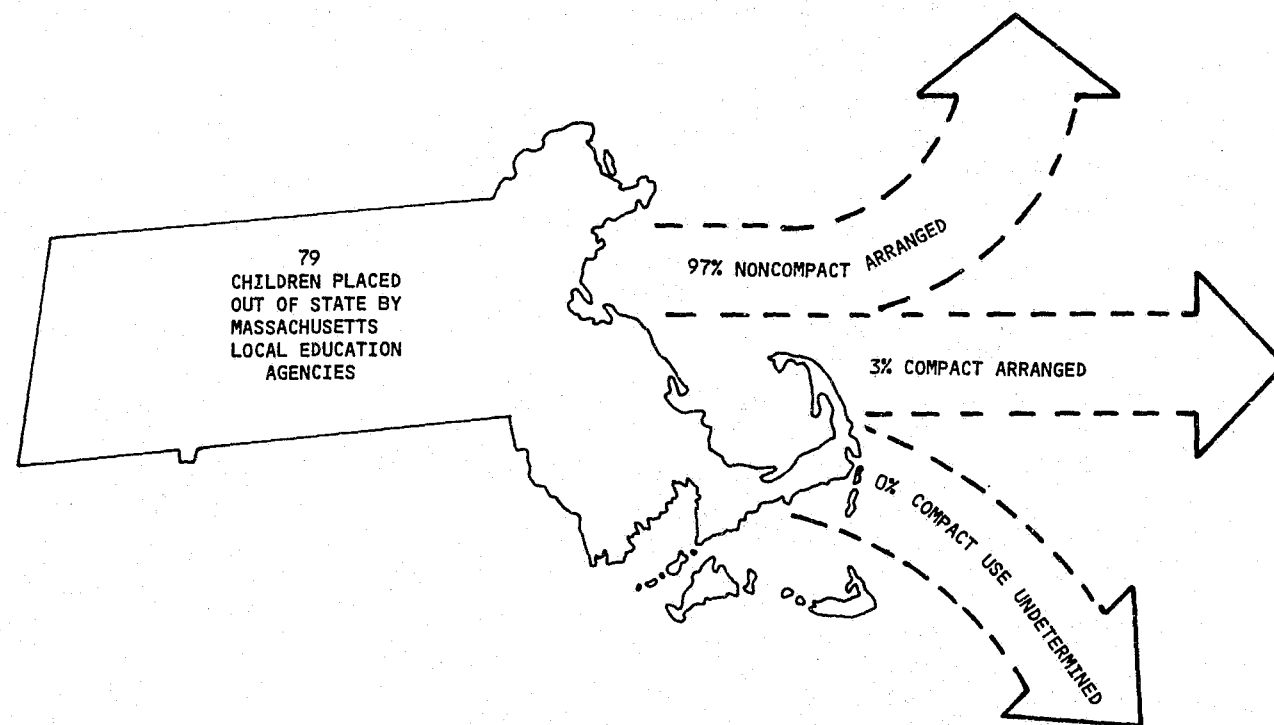 79
CHILDREN PLACED
OUT OF STATE BY
MASSACHUSETTS
LOCAL EDUCATION
AGENCIES
97% NONCOMPACT ARRANGED
3% COMPACT ARRANGED
0% COMPACT USE UNDETERMINED